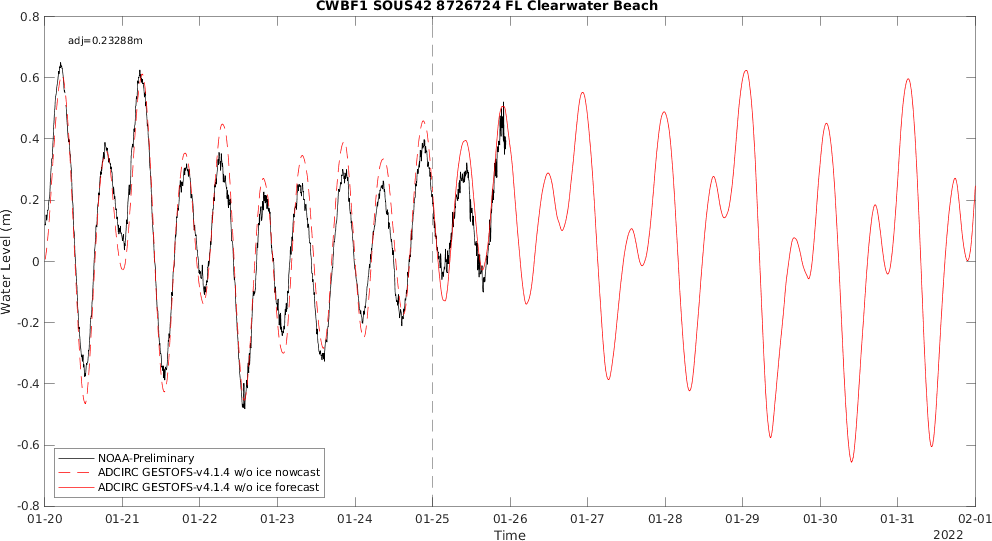 CWBF1 SOUS42 8726724 FL Clearwater Beach
adj=0.23288m
0.8
0.6
0.4
0.2
0
-0.2
-0.4
-0.6
-0.8
Water Level (m)
NOAA-Preliminary
ADCIRC GESTOFS-v4.1.4 w/o ice nowcast
ADCIRC GESTOFS-v4.1.4 w/o ice forecast
01-20 01-21 01-22 01-23 01-24 01-25 01-26 01-27 01-28 01-29 01-30 01-31 02-01
Time
2022